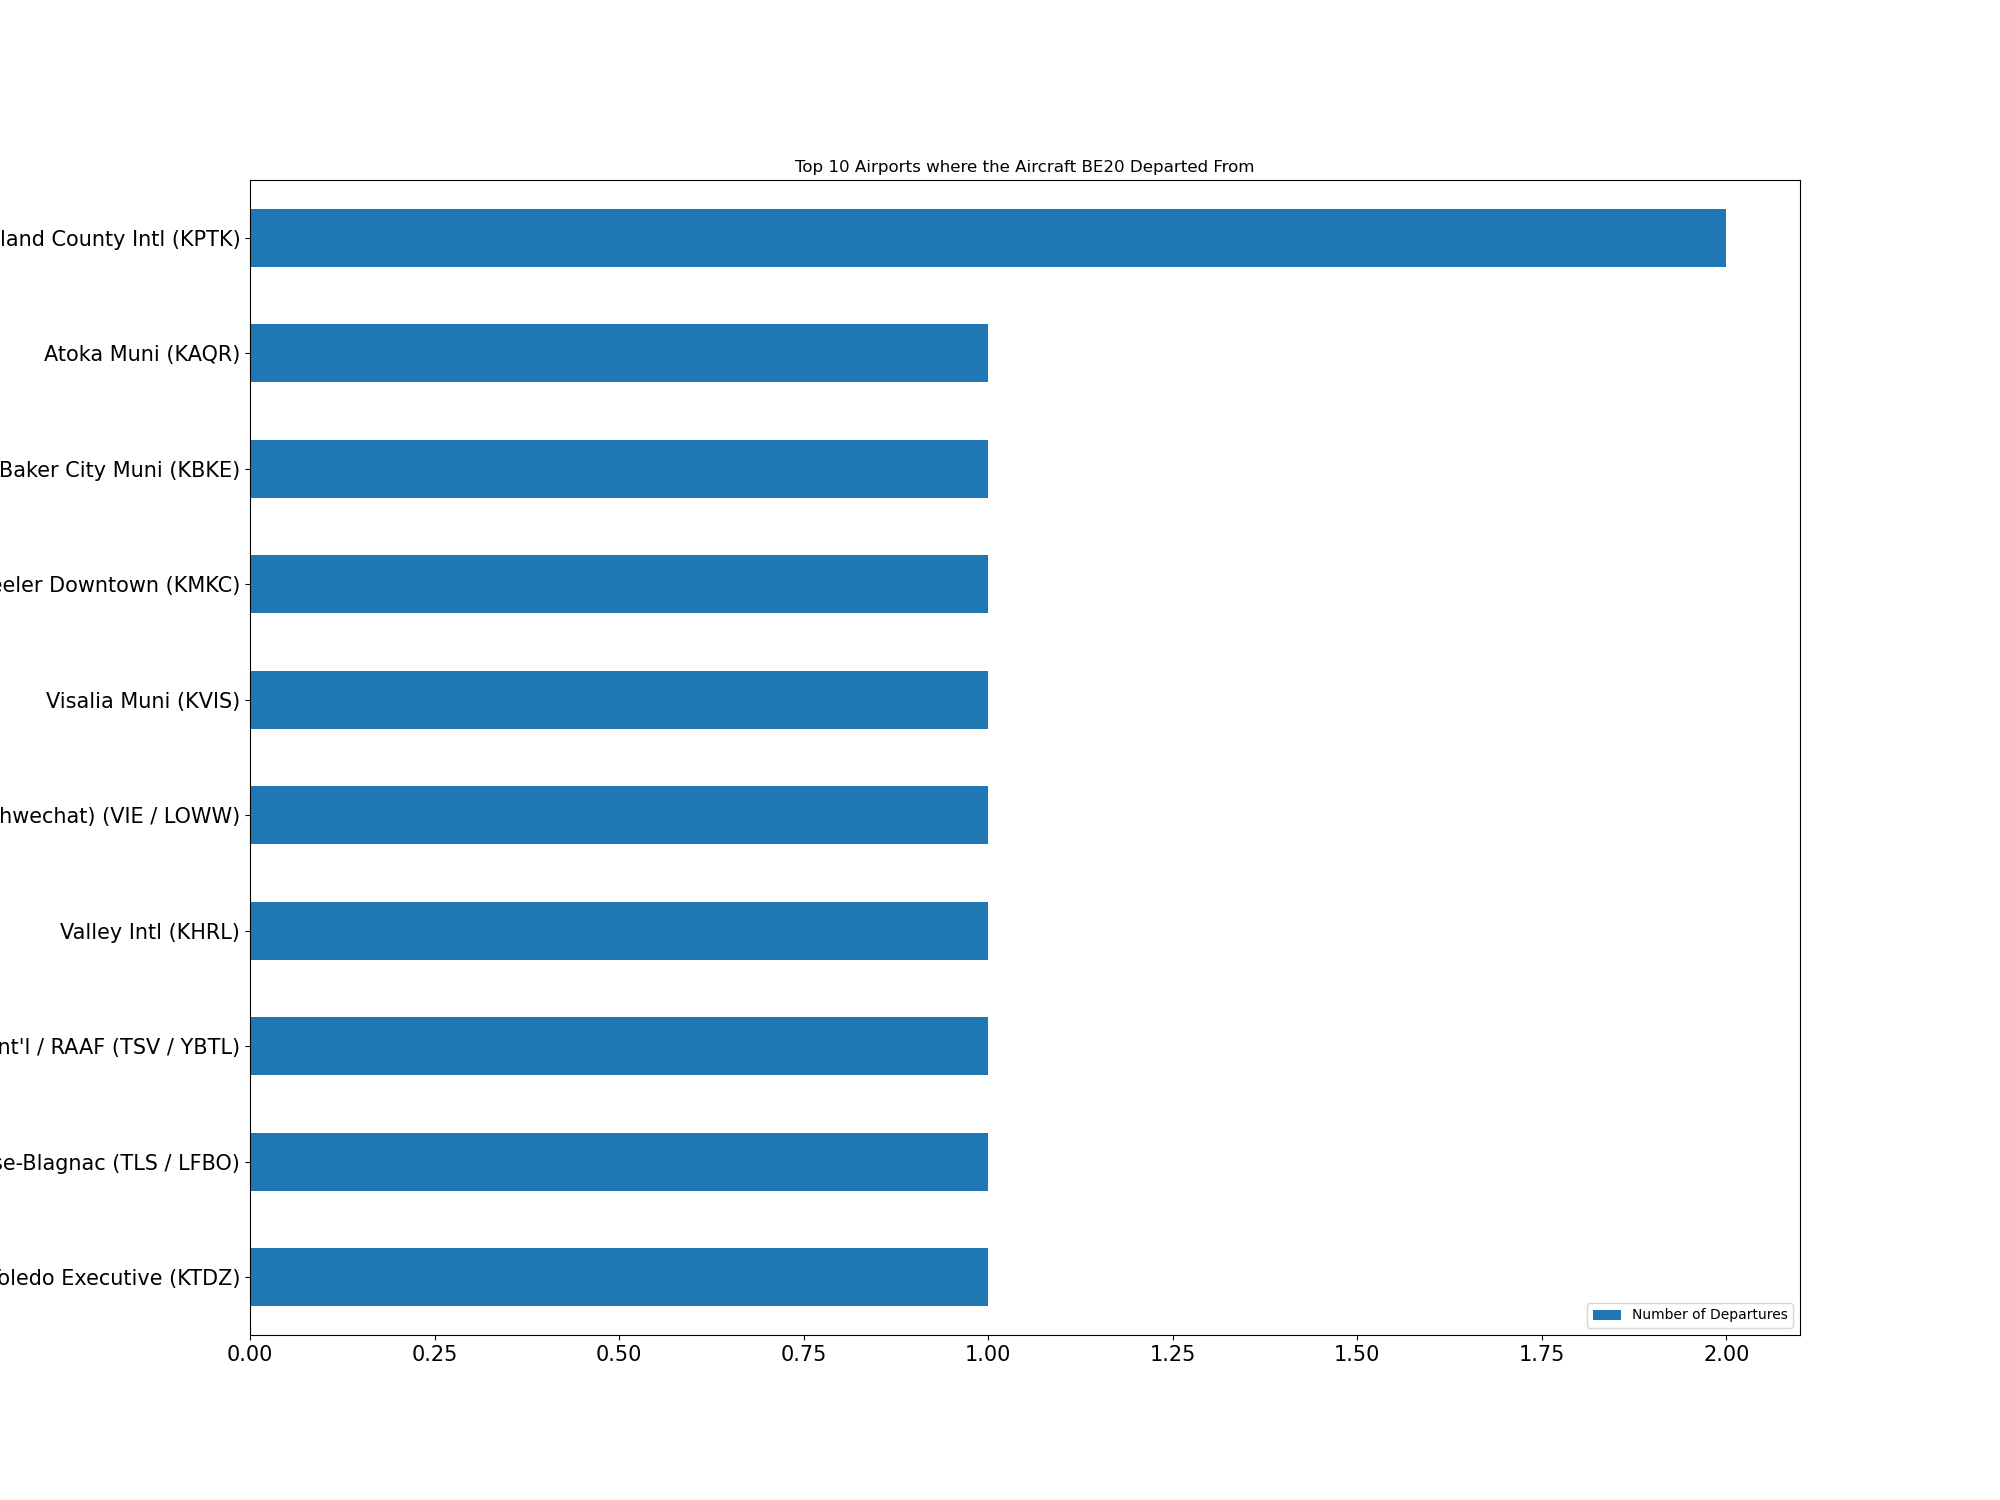 Top 10 Airports where the Aircraft BE20 Departed From
land County Intl (KPTK)
Atoka Muni (KAQR)
Baker City Muni (KBKE)
eeler Downtown (KMKC)
Visalia Muni (KVIS)
hwechat) (VIE / LOWW)
Valley Intl (KHRL)
nt'l / RAAF (TSV / YBTL)
se-Blagnac (TLS / LFBO)
oledo Executive (KTDZ)
Number of Departures
0.00 0.25 0.50 0.75 1.00 1.25 1.50 1.75 2.00